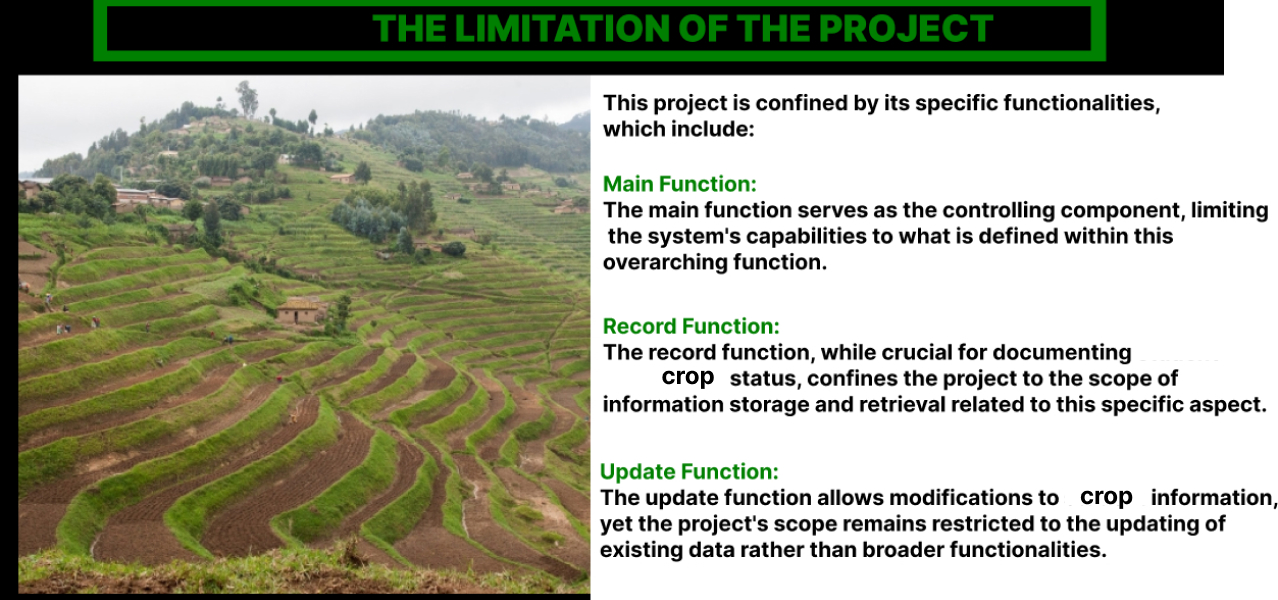 THE LIMITATION OF THE PROJECT
This project is confined by its specific functionalities,
which include:
Main Function:
The main function serves as the controlling component, limiting
the system's capabilities to what is defined within this
overarching function.
Record Function:
The record function, while crucial for documenting
crop status, confines the project to the scope of
information storage and retrieval related to this specific aspect.
Update Function:
The update function allows modifications to crop information,
yet the project's scope remains restricted to the updating of
existing data rather than broader functionalities.